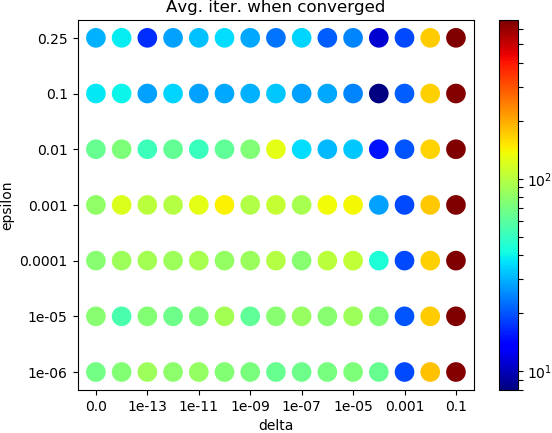 Avg. iter. when converged
epsilon
0.25
0.1
0.01
0.001
0.0001
1e-05
1e-06
0.0 1e-13 1e-11 1e-09 1e-07 1e-05 0.001 0.1
delta
10²
10¹